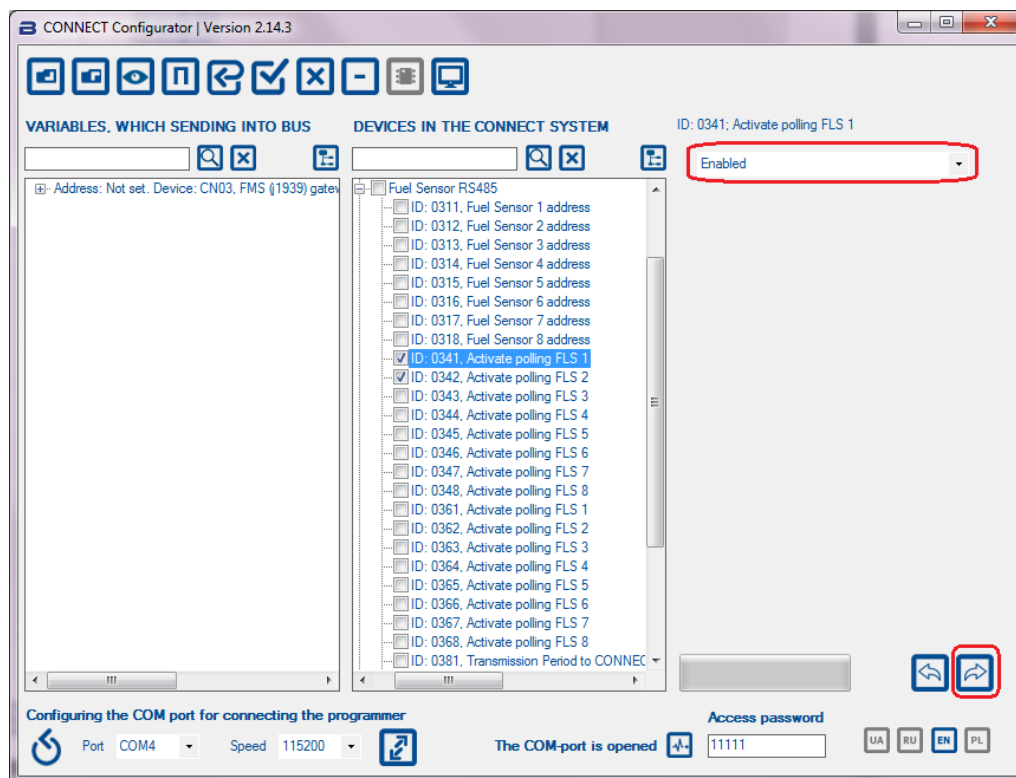 CONNECT Configurator | Version 2.14.3
VARIABLES, WHICH SENDING INTO BUS
DEVICES IN THE CONNECT SYSTEM
ID: 0341; Activate polling FLS 1
Enabled
Address: Not set. Device: CN03, FMS (j1939) gatew
Fuel Sensor RS485
ID: 0311, Fuel Sensor 1 address
ID: 0312, Fuel Sensor 2 address
ID: 0313, Fuel Sensor 3 address
ID: 0314, Fuel Sensor 4 address
ID: 0315, Fuel Sensor 5 address
ID: 0316, Fuel Sensor 6 address
ID: 0317, Fuel Sensor 7 address
ID: 0318, Fuel Sensor 8 address
ID: 0341, Activate polling FLS 1
ID: 0342, Activate polling FLS 2
ID: 0343, Activate polling FLS 3
ID: 0344, Activate polling FLS 4
ID: 0345, Activate polling FLS 5
ID: 0346, Activate polling FLS 6
ID: 0347, Activate polling FLS 7
ID: 0348, Activate polling FLS 8
ID: 0361, Activate polling FLS 1
ID: 0362, Activate polling FLS 2
ID: 0363, Activate polling FLS 3
ID: 0364, Activate polling FLS 4
ID: 0365, Activate polling FLS 5
ID: 0366, Activate polling FLS 6
ID: 0367, Activate polling FLS 7
ID: 0368, Activate polling FLS 8
ID: 0381, Transmission Period to CONNEC
Configuring the COM port for connecting the programmer
Port COM4 Speed 115200
The COM-port is opened
Access password
11111
UA RU EN PL